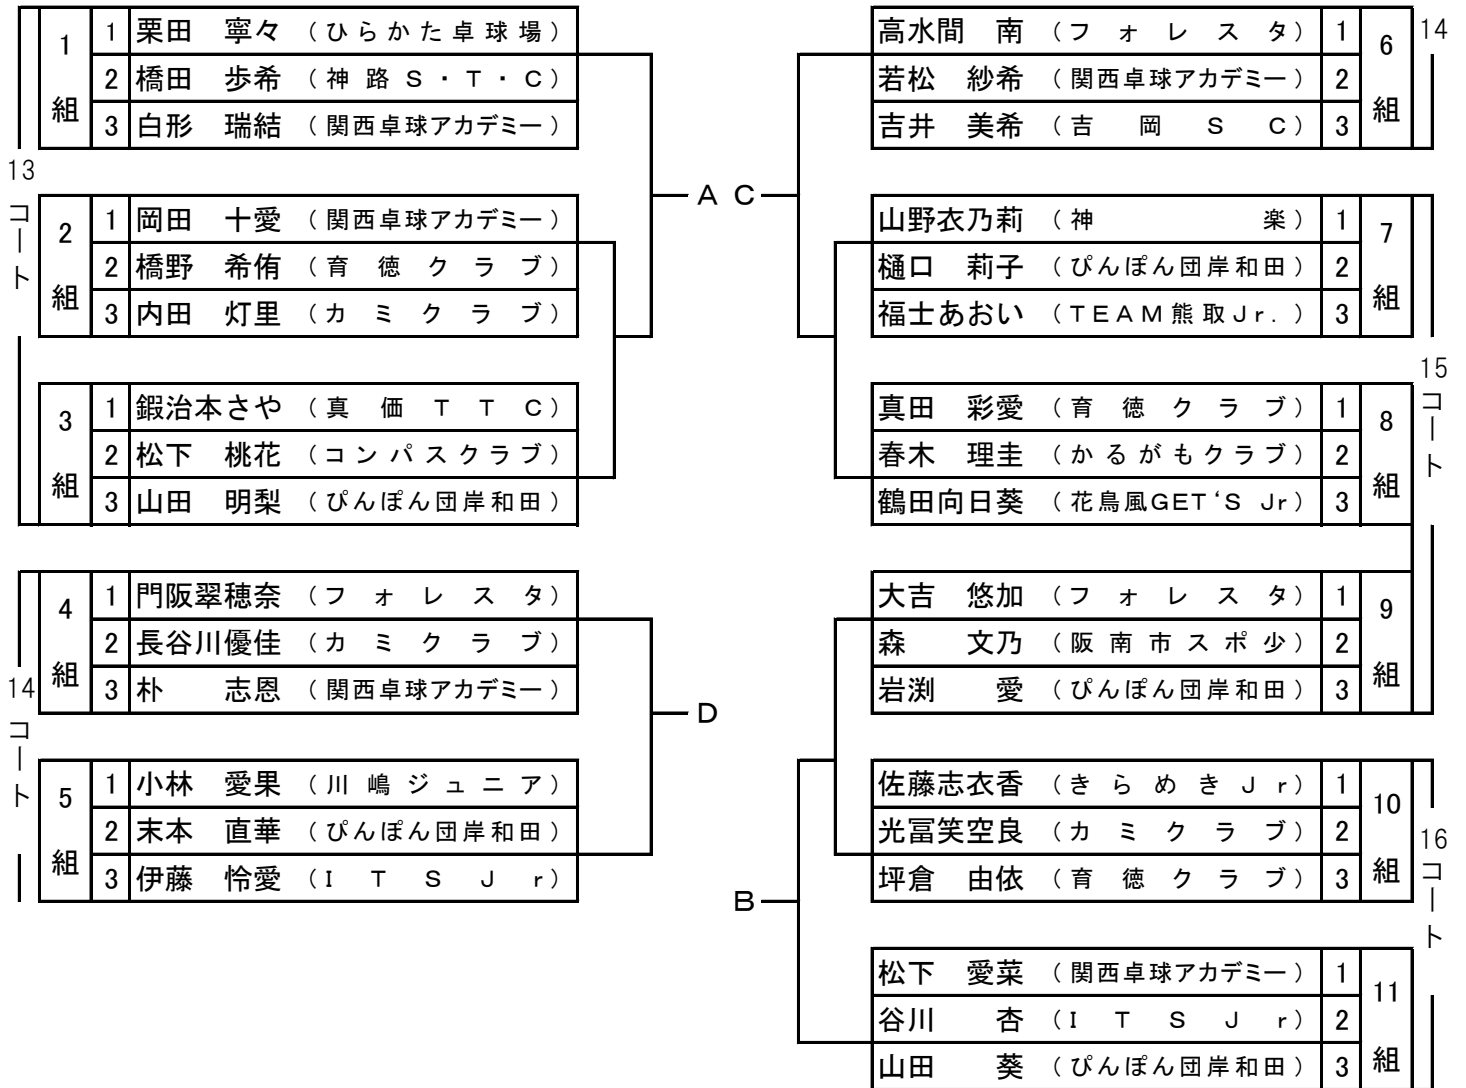 13コート
1組
1 栗田 寧々 (ひらかた卓球場)
2 橋田 歩希 (神路S・T・C)
3 白形 瑞結 (関西卓球アカデミー)
2組
1 岡田 十愛 (関西卓球アカデミー)
2 橋野 希侑 (育徳クラブ)
3 内田 灯里 (カミクラブ)
3組
1 鍜治本さや (真価TTC)
2 松下 桃花 (コンパスクラブ)
3 山田 明梨 (ぴんぽん団岸和田)
A
14コート
4組
1 門阪翠穂奈 (フォレスタ)
2 長谷川優佳 (カミクラブ)
3 朴 志恩 (関西卓球アカデミー)
5組
1 小林 愛果 (川嶋ジュニア)
2 末本 直華 (ぴんぽん団岸和田)
3 伊藤 怜愛 (ITSJr)
D
C
高水間 南 (フォレスタ) 1
若松 紗希 (関西卓球アカデミー) 2
吉井 美希 (吉岡SC) 3
6組
14
山野衣乃莉 (神楽) 1
樋口 莉子 (ぴんぽん団岸和田) 2
福士あおい (TEAM熊取Jr.) 3
7組
真田 彩愛 (育徳クラブ) 1
春木 理圭 (かるがもクラブ) 2
鶴田向日葵 (花鳥風GET‘S Jr) 3
8組
15コート
大吉 悠加 (フォレスタ) 1
森 文乃 (阪南市スポ少) 2
岩渕 愛 (ぴんぽん団岸和田) 3
9組
B
佐藤志衣香 (きらめきJr) 1
光冨笑空良 (カミクラブ) 2
坪倉 由依 (育徳クラブ) 3
10組
16コート
松下 愛菜 (関西卓球アカデミー) 1
谷川 杏 (ITSJr) 2
山田 葵 (ぴんぽん団岸和田) 3
11組